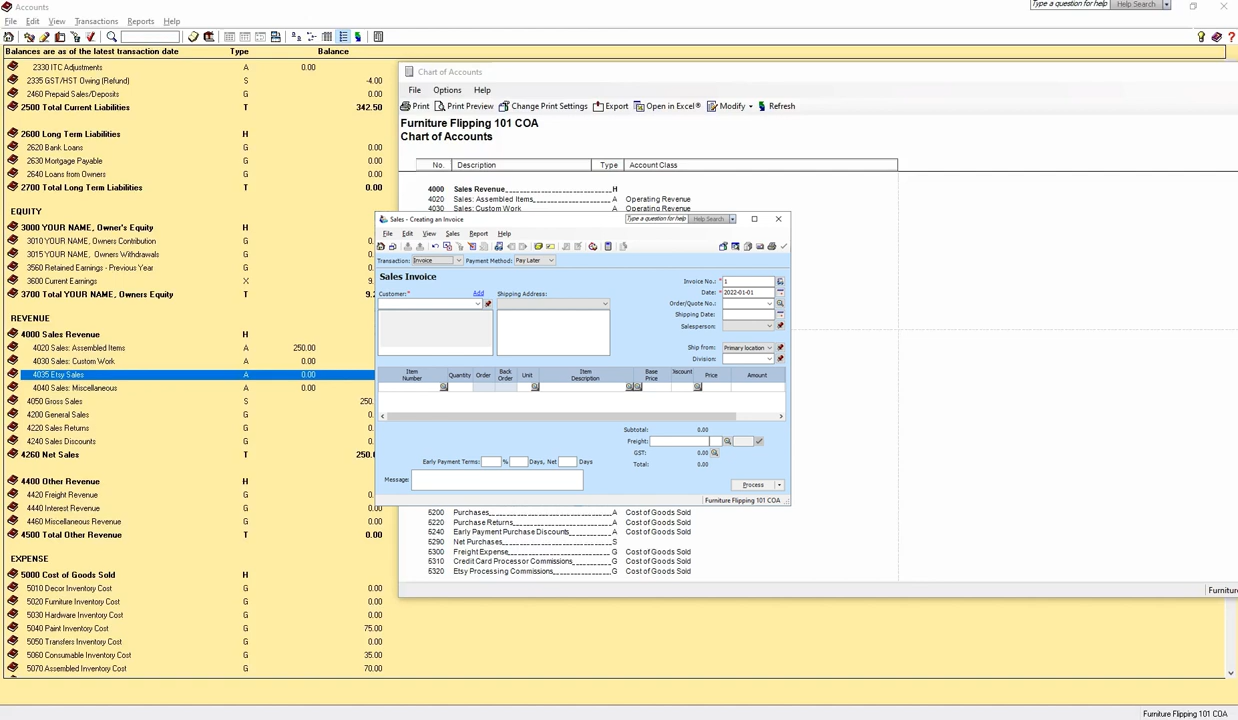 Accounts
Type a question for help Help Search
File Edit View Transactions Reports Help
Balances are as of the latest transaction date Type Balance
2330 ITC Adjustments A 0.00
2335 GST/HST Owing (Refund) S -4.00
2460 Prepaid Sales/Deposits G 0.00
2500 Total Current Liabilities T 342.50
2600 Long Term Liabilities H
2620 Bank Loans G 0.00
2630 Mortgage Payable G 0.00
2640 Loans from Owners G 0.00
2700 Total Long Term Liabilities T 0.00
EQUITY
3000 YOUR NAME, Owner's Equity H
3010 YOUR NAME, Owners Contribution G 0.
3015 YOUR NAME, Owners Withdrawals G 0.
3560 Retained Earnings - Previous Year G 0.
3600 Current Earnings X 9.
3700 Total YOUR NAME, Owners Equity T 9.2
REVENUE
4000 Sales Revenue H
4020 Sales: Assembled Items A 250.00
4030 Sales: Custom Work A 0.00
4035 Etsy Sales A 0.00
4040 Sales: Miscellaneous A 0.00
4050 Gross Sales S 250.
4200 General Sales G 0.
4220 Sales Returns G 0.
4240 Sales Discounts G 0.
4260 Net Sales T 250.
4400 Other Revenue H
4420 Freight Revenue G 0.
4440 Interest Revenue G 0.00
4460 Miscellaneous Revenue G 0.00
4500 Total Other Revenue T 0.00
EXPENSE
5000 Cost of Goods Sold H
5010 Decor Inventory Cost G 0.00
5020 Furniture Inventory Cost G 0.00
5030 Hardware Inventory Cost G 0.00
5040 Paint Inventory Cost G 75.00
5050 Transfers Inventory Cost G 0.00
5060 Consumable Inventory Cost G 35.00
5070 Assembled Inventory Cost G 70.00
Chart of Accounts
File Options Help
Print Print Preview Change Print Settings Export Open in Excel® Modify Refresh
Furniture Flipping 101 COA
Chart of Accounts
No. Description Type Account Class
4000 Sales Revenue H
4020 Sales: Assembled Items A Operating Revenue
4030 Sales: Custom Work A Operating Revenue
Sales - Creating an Invoice
Type a question for help Help Search
File Edit View Sales Report Help
Transaction: Invoice Payment Method: Pay Later
Sales Invoice
Customer:* Add Shipping Address:
Invoice No.: * 1
Date: * 2022-01-01
Order/Quote No.:
Shipping Date:
Salesperson:
Ship from: Primary location
Division:
Item Number Quantity Order Back Order Unit Item Description Base Price Discount Price Amount
Subtotal: 0.00
Freight:
GST: 0.00
Total: 0.00
Early Payment Terms: % Days, Net Days
Message:
Process
Furniture Flipping 101 COA
5200 Purchases A Cost of Goods Sold
5220 Purchase Returns A Cost of Goods Sold
5240 Early Payment Purchase Discounts A Cost of Goods Sold
5290 Net Purchases S
5300 Freight Expense G Cost of Goods Sold
5310 Credit Card Processor Commissions G Cost of Goods Sold
5320 Etsy Processing Commissions G Cost of Goods Sold
Furniture
Furniture Flipping 101 COA